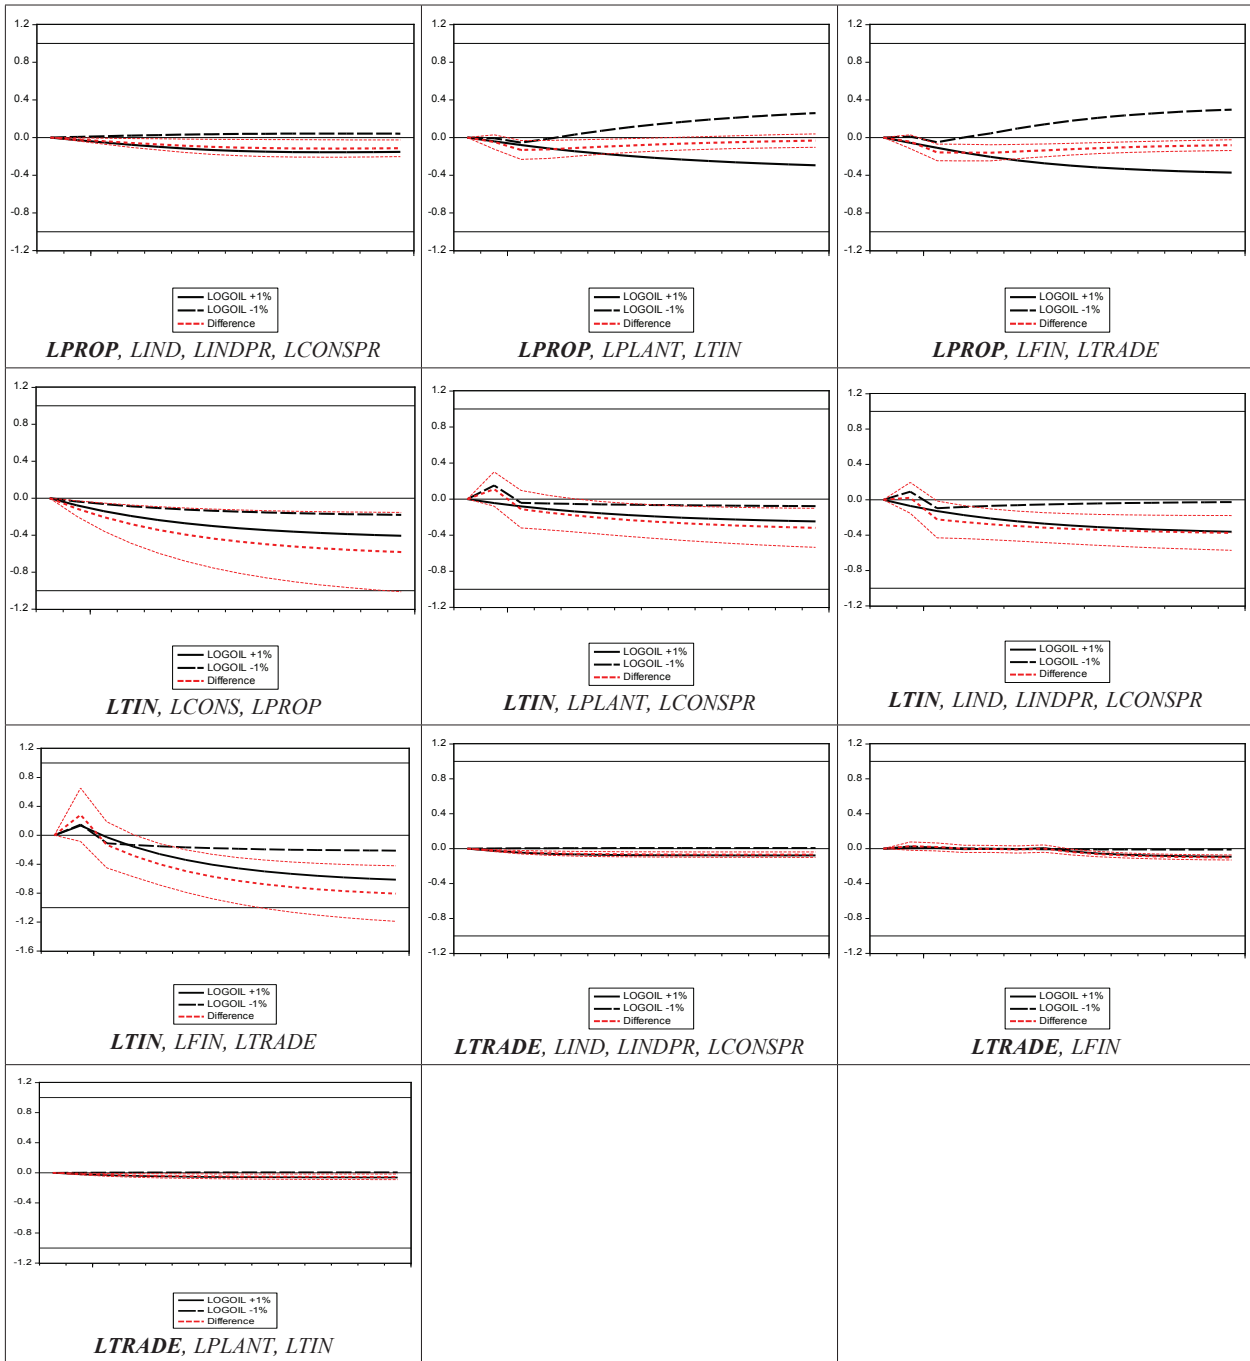 1.2
0.8
0.4
0.0
-0.4
-0.8
-1.2
LOGOIL +1%
LOGOIL -1%
Difference
LPROP, LIND, LINDPR, LCONSPR
1.2
0.8
0.4
0.0
-0.4
-0.8
-1.2
LOGOIL +1%
LOGOIL -1%
Difference
LPROP, LPLANT, LTIN
1.2
0.8
0.4
0.0
-0.4
-0.8
-1.2
LOGOIL +1%
LOGOIL -1%
Difference
LPROP, LFIN, LTRADE
1.2
0.8
0.4
0.0
-0.4
-0.8
-1.2
LOGOIL +1%
LOGOIL -1%
Difference
LTIN, LCONS, LPROP
1.2
0.8
0.4
0.0
-0.4
-0.8
-1.2
LOGOIL +1%
LOGOIL -1%
Difference
LTIN, LPLANT, LCONSPR
1.2
0.8
0.4
0.0
-0.4
-0.8
-1.2
LOGOIL +1%
LOGOIL -1%
Difference
LTIN, LIND, LINDPR, LCONSPR
1.2
0.8
0.4
0.0
-0.4
-0.8
-1.2
-1.6
LOGOIL +1%
LOGOIL -1%
Difference
LTIN, LFIN, LTRADE
1.2
0.8
0.4
0.0
-0.4
-0.8
-1.2
LOGOIL +1%
LOGOIL -1%
Difference
LTRADE, LIND, LINDPR, LCONSPR
1.2
0.8
0.4
0.0
-0.4
-0.8
-1.2
LOGOIL +1%
LOGOIL -1%
Difference
LTRADE, LFIN
1.2
0.8
0.4
0.0
-0.4
-0.8
-1.2
LOGOIL +1%
LOGOIL -1%
Difference
LTRADE, LPLANT, LTIN